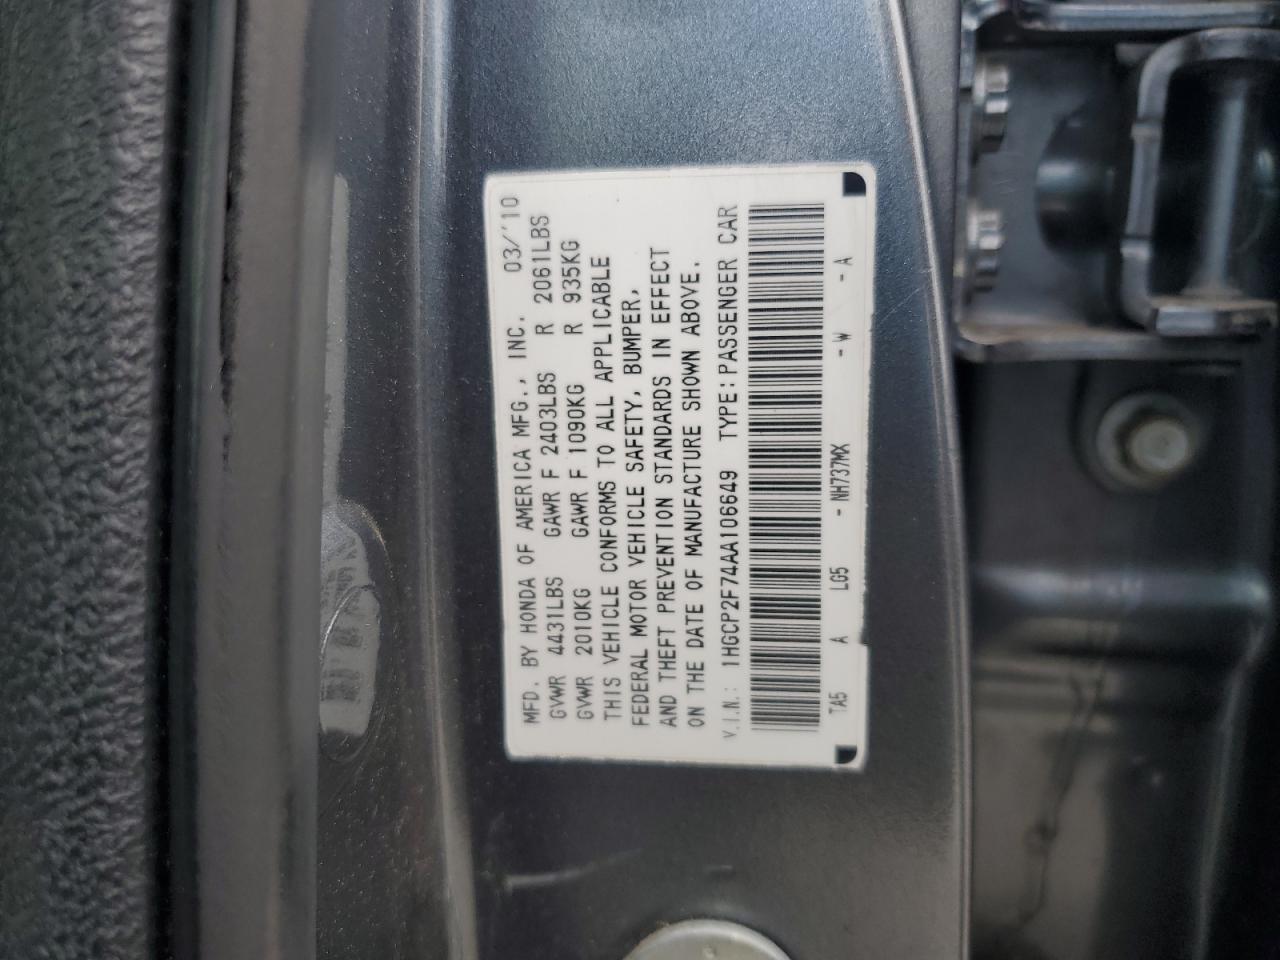 MFD. BY HONDA OF AMERICA MFG., INC. 03/'10
GVWR 4431LBS GAWR F 2403LBS R 2061LBS
GVWR 2010KG GAWR F 1090KG R 935KG
THIS VEHICLE CONFORMS TO ALL APPLICABLE
FEDERAL MOTOR VEHICLE SAFETY, BUMPER,
AND THEFT PREVENTION STANDARDS IN EFFECT
ON THE DATE OF MANUFACTURE SHOWN ABOVE.
V.I.N.: 1HGCP2F74AA106649 TYPE:PASSENGER CAR
TA5 A LG5 -NH737MX -W -A